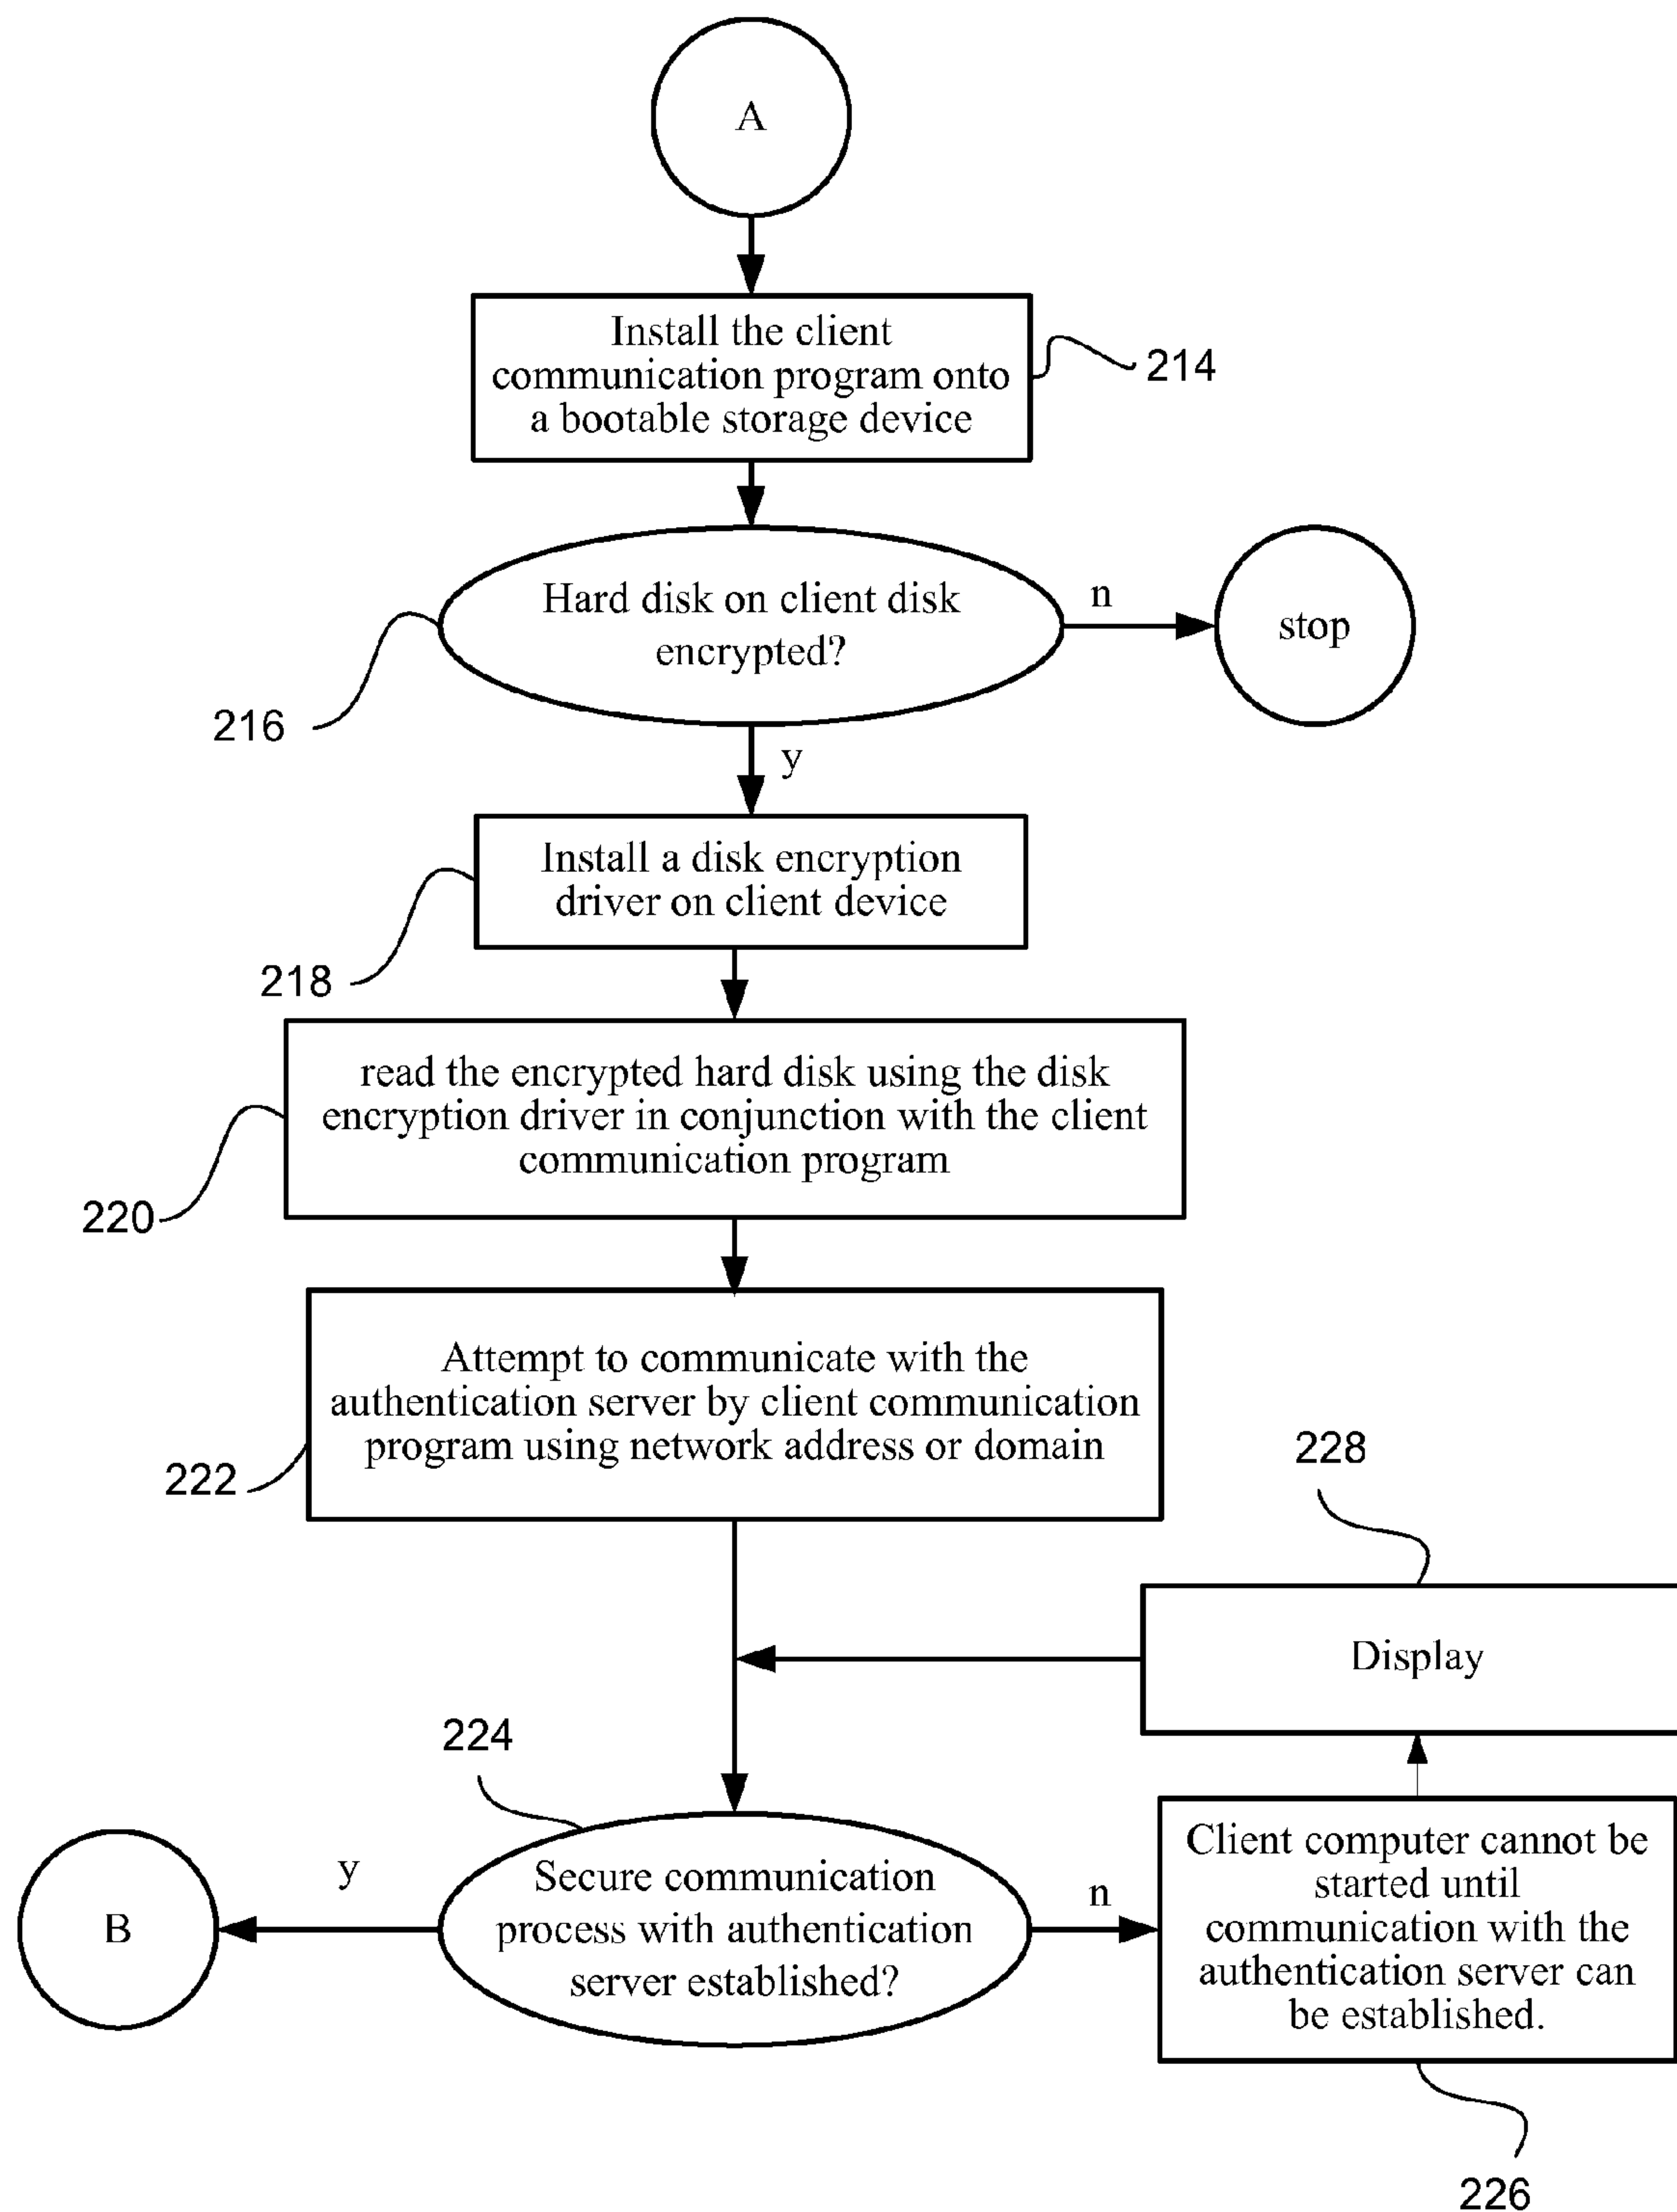 A
Install the client
communication program onto
a bootable storage device
214
Hard disk on client disk
encrypted?
n
stop
216
y
Install a disk encryption
driver on client device
218
read the encrypted hard disk using the disk
encryption driver in conjunction with the client
communication program
220
Attempt to communicate with the
authentication server by client communication
program using network address or domain
222
228
Display
224
Secure communication
process with authentication
server established?
y
B
n
Client computer cannot be
started until
communication with the
authentication server can
be established.
226